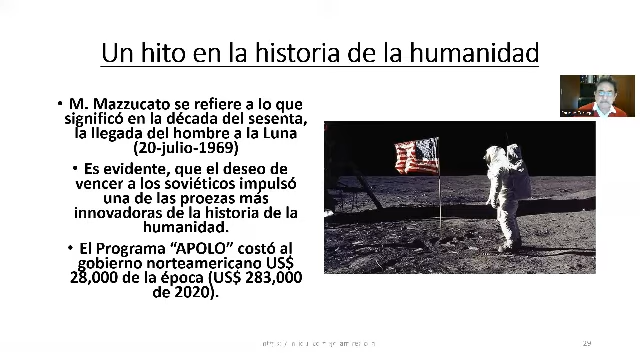 Un hito en la historia de la humanidad
• M. Mazzucato se refiere a lo que
significó en la década del sesenta,
la llegada del hombre a la Luna
(20-julio-1969)
• Es evidente, que el deseo de
vencer a los soviéticos impulsó
una de las proezas más
innovadoras de la historia de la
humanidad.
• El Programa “APOLO” costó al
gobierno norteamericano US$
28,000 de la época (US$ 283,000
de 2020).
29